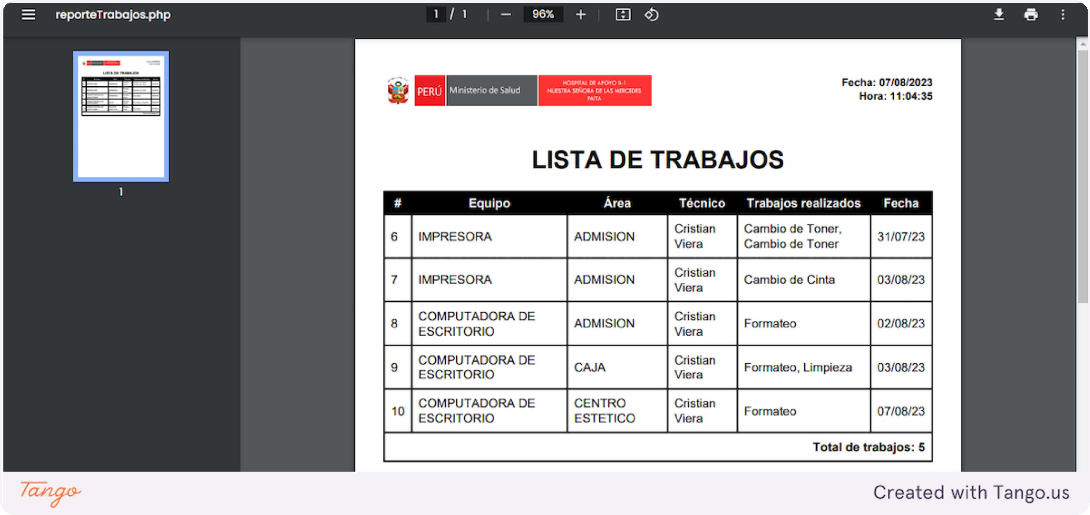 reporteTrabajos.php
1 / 1
96%
1
PERÚ
Ministerio de Salud
HOSPITAL DE APOYO II-1
NUESTRA SEÑORA DE LAS MERCEDES
PAITA
Fecha: 07/08/2023
Hora: 11:04:35
LISTA DE TRABAJOS
# Equipo Área Técnico Trabajos realizados Fecha
6 IMPRESORA ADMISION Cristian Viera Cambio de Toner, Cambio de Toner 31/07/23
7 IMPRESORA ADMISION Cristian Viera Cambio de Cinta 03/08/23
8 COMPUTADORA DE ESCRITORIO ADMISION Cristian Viera Formateo 02/08/23
9 COMPUTADORA DE ESCRITORIO CAJA Cristian Viera Formateo, Limpieza 03/08/23
10 COMPUTADORA DE ESCRITORIO CENTRO ESTETICO Cristian Viera Formateo 07/08/23
Total de trabajos: 5
Tango
Created with Tango.us